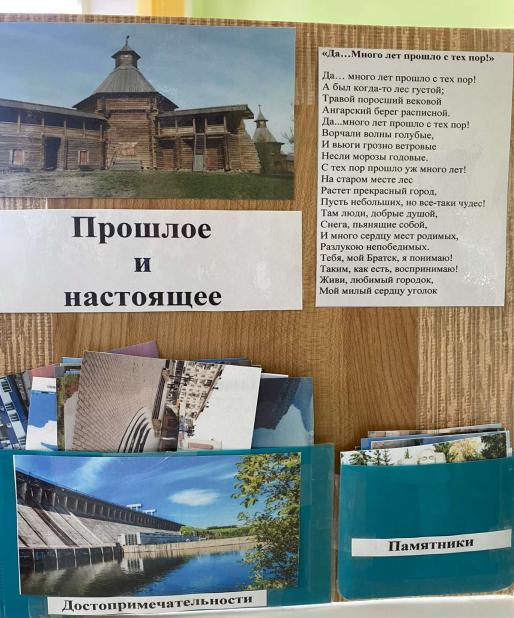 «Да…Много лет прошло с тех пор!»
Да… много лет прошло с тех пор!
А был когда-то лес густой;
Травой поросший вековой
Ангарский берег расписной.
Да...много лет прошло с тех пор!
Ворчали волны голубые,
И вьюги грозно ветровые
Несли морозы годовые.
С тех пор прошло уж много лет!
На старом месте лес
Растет прекрасный город,
Пусть небольших, но все-таки чудес!
Там люди, добрые душой,
Снега, пьянящие собой,
И много сердцу мест родимых,
Разлукою непобедимых.
Тебя, мой Братск, я понимаю!
Таким, как есть, воспринимаю!
Живи, любимый городок,
Мой милый сердцу уголок
Прошлое
и
настоящее
Достопримечательности
Памятники